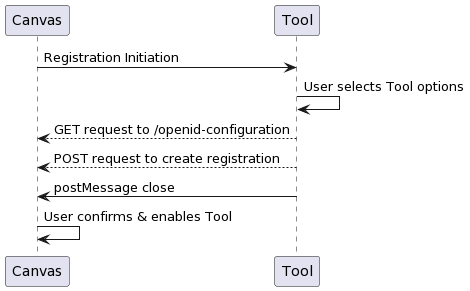 Canvas
Tool
Registration Initiation
User selects Tool options
GET request to /openid-configuration
POST request to create registration
postMessage close
User confirms & enables Tool
Canvas
Tool